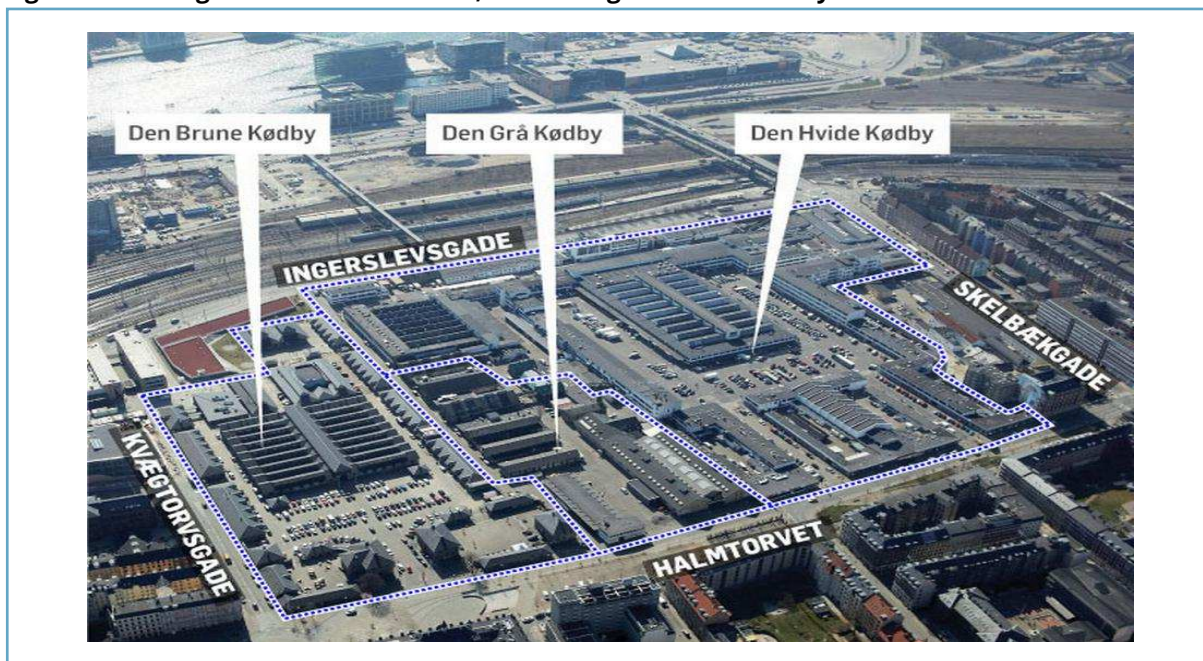 Den Brune Kødby
Den Grå Kødby
Den Hvide Kødby
INGERSLEVSGADE
SKELBÆKGADE
KVÆGTORVSGADE
HALMTORVET